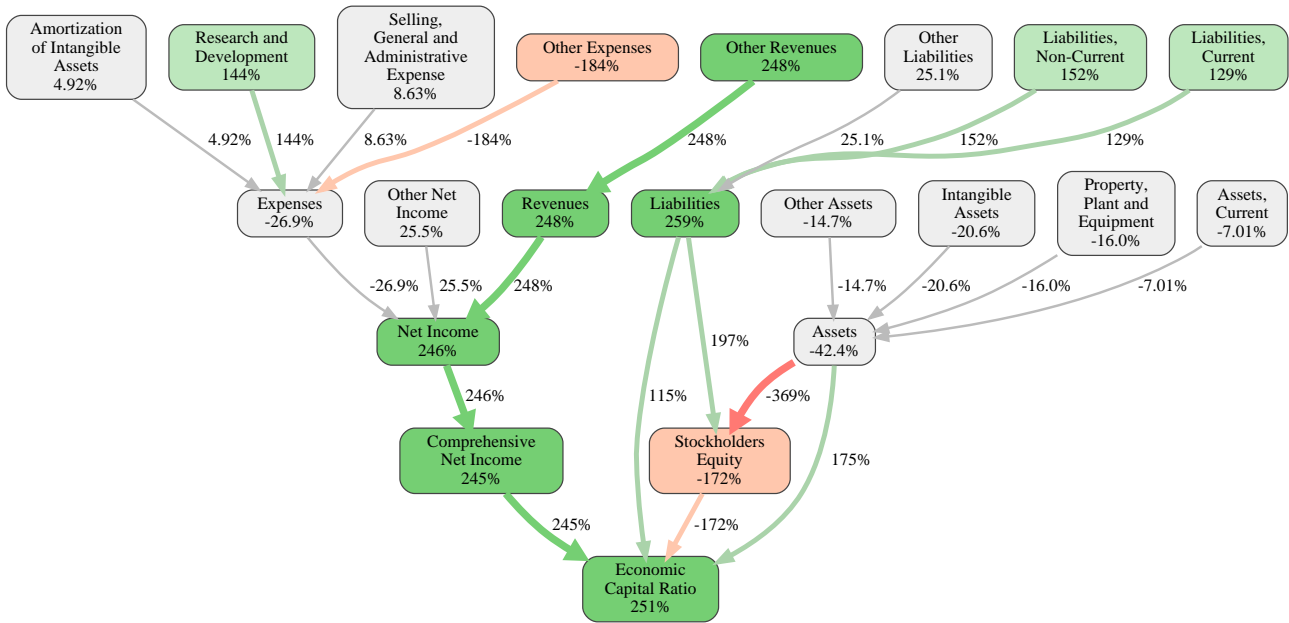 Amortization
of Intangible
Assets
4.92%
Research and
Development
144%
Selling,
General and
Administrative
Expense
8.63%
Other Expenses
-184%
Other Revenues
248%
Other
Liabilities
25.1%
Liabilities,
Non-Current
152%
Liabilities,
Current
129%
4.92%
144%
8.63%
-184%
248%
25.1%
152%
129%
Expenses
-26.9%
Other Net
Income
25.5%
Revenues
248%
Liabilities
259%
Other Assets
-14.7%
Intangible
Assets
-20.6%
Property,
Plant and
Equipment
-16.0%
Assets,
Current
-7.01%
-26.9%
25.5%
248%
-14.7%
-20.6%
-16.0%
-7.01%
Net Income
246%
Assets
-42.4%
197%
246%
115%
-369%
175%
Comprehensive
Net Income
245%
Stockholders
Equity
-172%
245%
-172%
Economic
Capital Ratio
251%